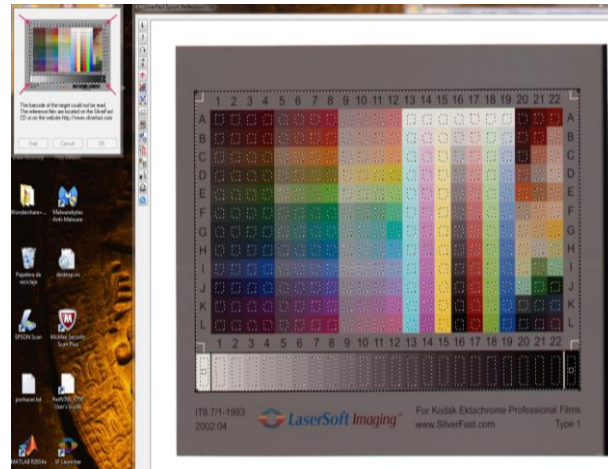 The barcode of the target could not be read.
The reference files are located on the SilverFast
CD or on the website http://www.silverfast.com
Start
Cancel
OK
Malwarebytes
Anti-Malware
Papelera de
reciclaje
desktop.ini
EPSON Scan
McAfee Security
Scan Plus
User's Guide
SF Launcher
1 2 3 4 5 6 7 8 9 10 11 12 13 14 15 16 17 18 19 20 21 22
A A
B B
C C
D D
E E
F F
G G
H H
I I
J J
K K
L L
1 2 3 4 5 6 7 8 9 10 11 12 13 14 15 16 17 18 19 20 21 22
IT8.7/1-1993
2002:04
LaserSoft Imaging™
For Kodak Ektachrome Professional Films
www.SilverFast.com
Type 1